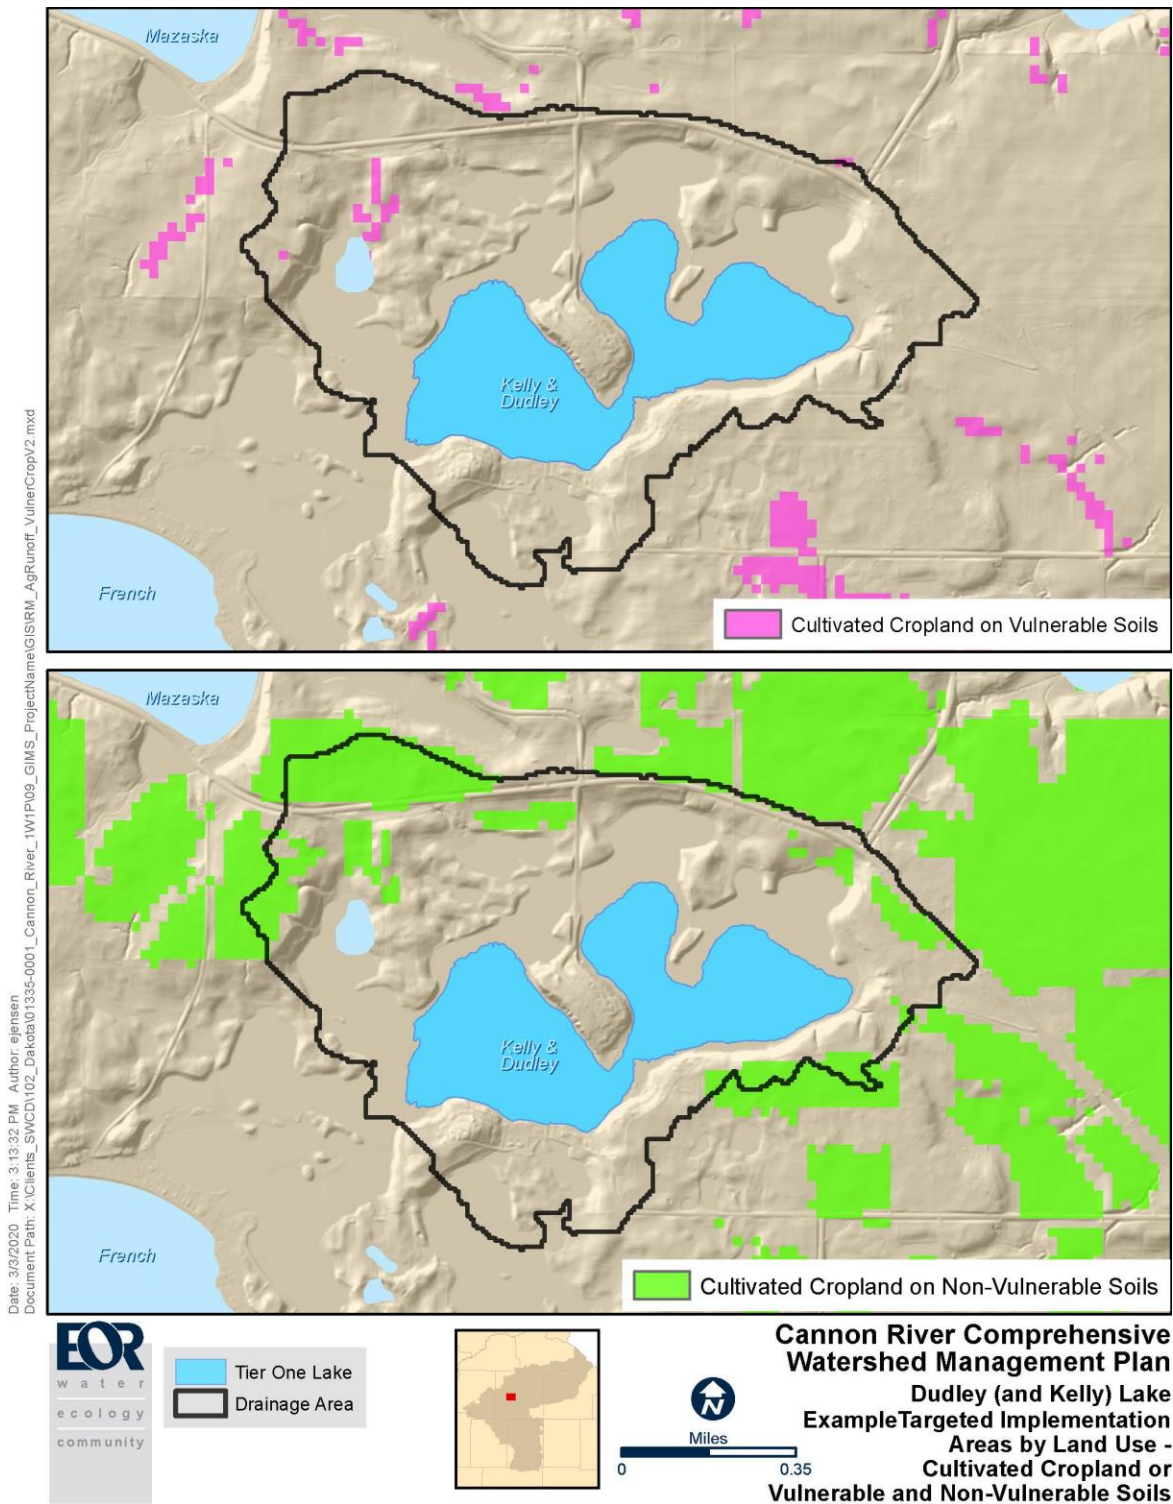 Mazaska
Kelly &
Dudley
French
Cultivated Cropland on Vulnerable Soils
Mazaska
Kelly &
Dudley
French
Cultivated Cropland on Non-Vulnerable Soils
Date: 3/3/2020 Time: 3:13:32 PM Author: ejensen
Document Path: X:\Clients_SWCD\102_Dakota\01335-0001_Cannon_River_1W1P\09_GIMS_ProjectName\GIS\RM_AgRunoff_VulnerCropV2.mxd
EOR
water
ecology
community
Tier One Lake
Drainage Area
N
Miles
0 0.35
Cannon River Comprehensive
Watershed Management Plan
Dudley (and Kelly) Lake
ExampleTargeted Implementation
Areas by Land Use -
Cultivated Cropland or
Vulnerable and Non-Vulnerable Soils